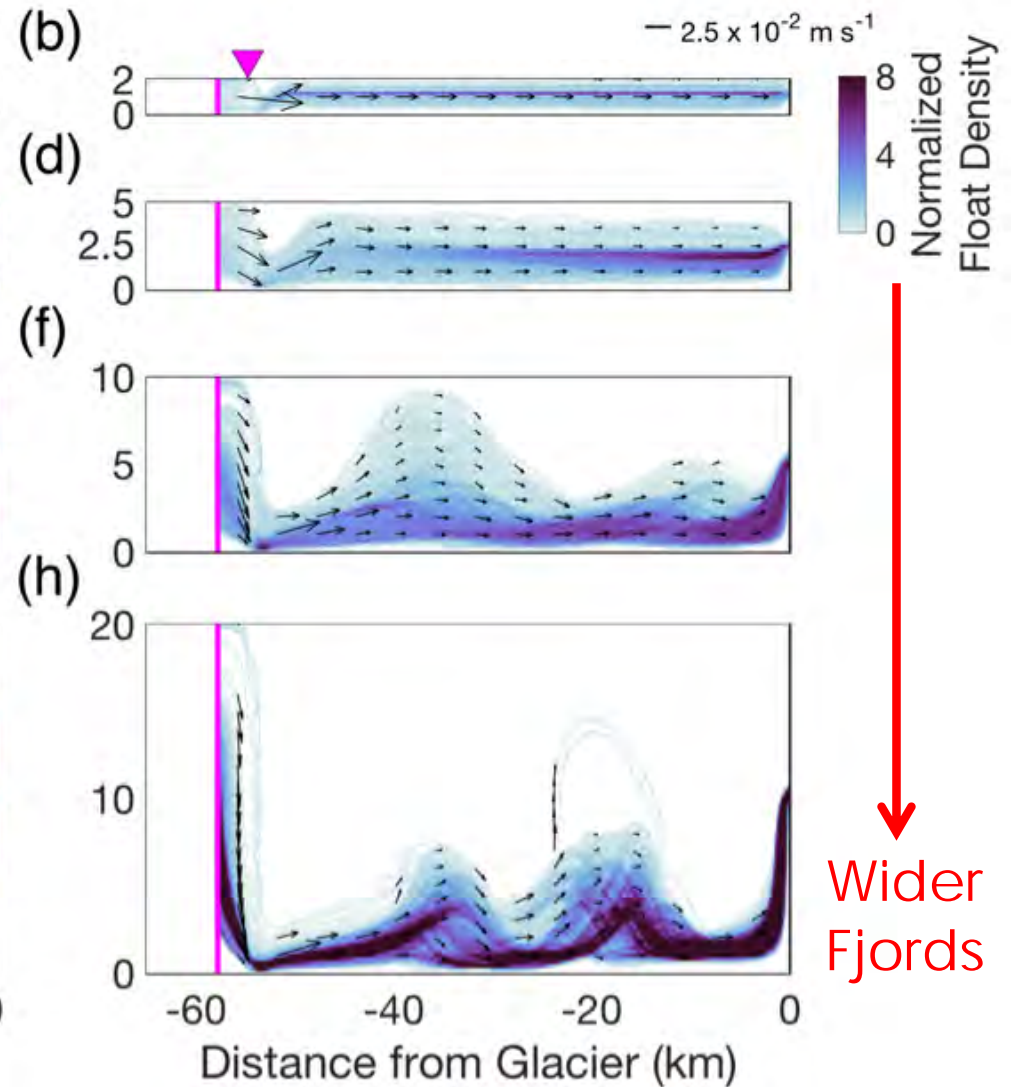 (b)
2.5 x 10⁻² m s⁻¹
2
0
8
4
0
Normalized
Float Density
(d)
5
2.5
0
(f)
10
5
0
(h)
20
10
0
Wider
Fjords
)
-60 -40 -20 0
Distance from Glacier (km)